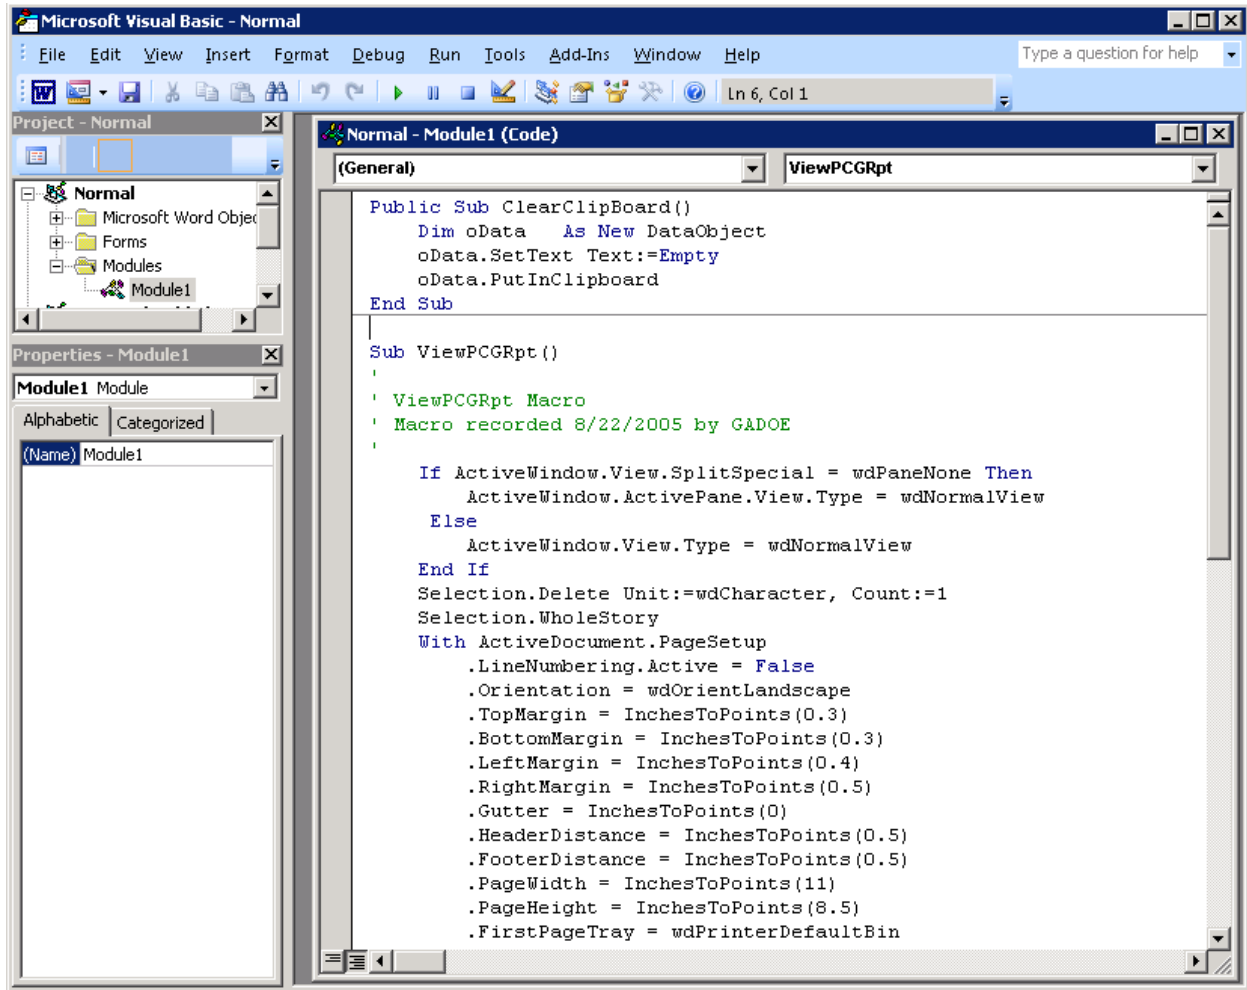 Microsoft Visual Basic - Normal
File Edit View Insert Format Debug Run Tools Add-Ins Window Help Type a question for help
Ln 6, Col 1
Project - Normal
Normal
Microsoft Word Objec
Forms
Modules
Module1
Properties - Module1
Module1 Module
Alphabetic Categorized
(Name) Module1
Normal - Module1 (Code)
(General) ViewPCGRpt
Public Sub ClearClipBoard()
Dim oData   As New DataObject
oData.SetText Text:=Empty
oData.PutInClipboard
End Sub
Sub ViewPCGRpt()
'
' ViewPCGRpt Macro
' Macro recorded 8/22/2005 by GADOE
'
If ActiveWindow.View.SplitSpecial = wdPaneNone Then
ActiveWindow.ActivePane.View.Type = wdNormalView
Else
ActiveWindow.View.Type = wdNormalView
End If
Selection.Delete Unit:=wdCharacter, Count:=1
Selection.WholeStory
With ActiveDocument.PageSetup
.LineNumbering.Active = False
.Orientation = wdOrientLandscape
.TopMargin = InchesToPoints(0.3)
.BottomMargin = InchesToPoints(0.3)
.LeftMargin = InchesToPoints(0.4)
.RightMargin = InchesToPoints(0.5)
.Gutter = InchesToPoints(0)
.HeaderDistance = InchesToPoints(0.5)
.FooterDistance = InchesToPoints(0.5)
.PageWidth = InchesToPoints(11)
.PageHeight = InchesToPoints(8.5)
.FirstPageTray = wdPrinterDefaultBin